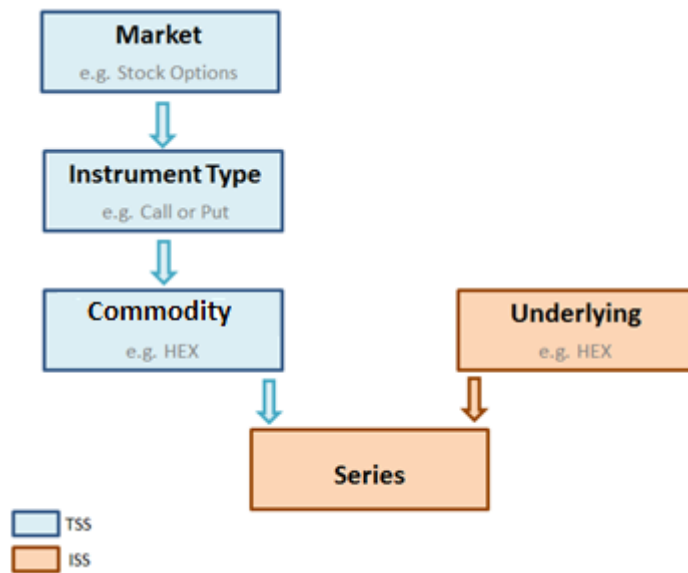 Market
e.g. Stock Options
Instrument Type
e.g. Call or Put
Commodity
e.g. HEX
Underlying
e.g. HEX
Series
TSS
ISS